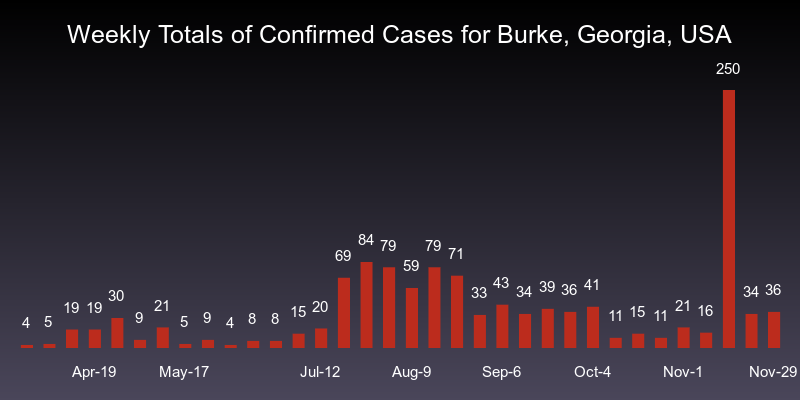 Weekly Totals of Confirmed Cases for Burke, Georgia, USA
250
4 5 19 19 30 9 21 5 9 4 8 8 15 20 69 84 79 59 79 71 33 43 34 39 36 41 11 15 11 21 16 34 36
Apr-19 May-17 Jul-12 Aug-9 Sep-6 Oct-4 Nov-1 Nov-29